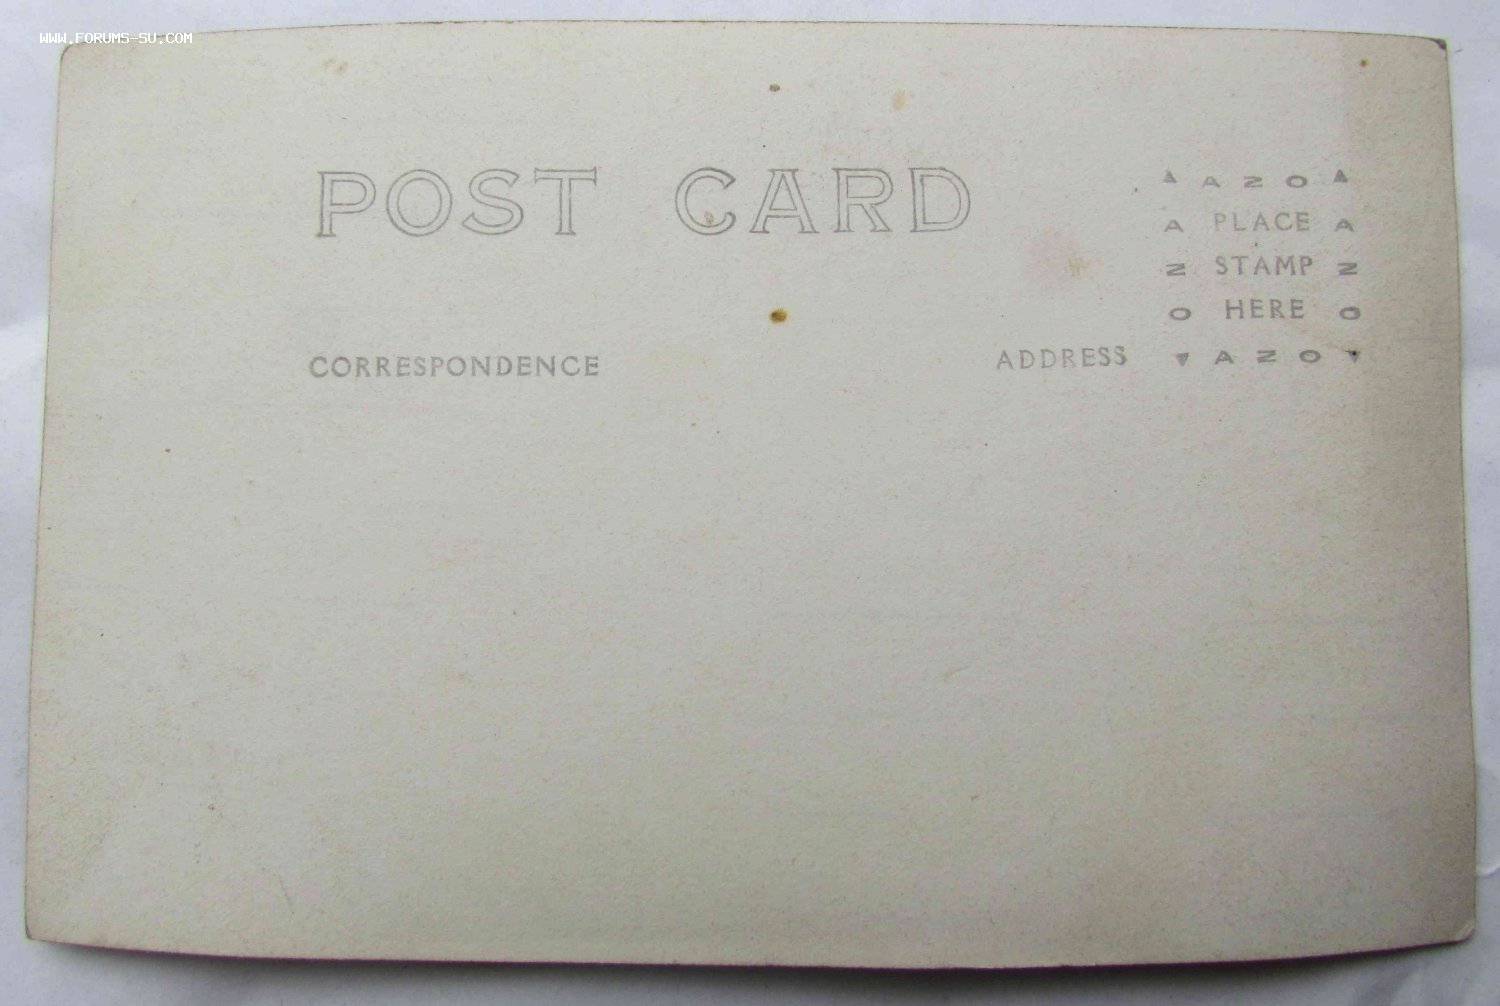 WWW.FORUMS-SU.COM
POST CARD
▲ AZO ▲
A PLACE A
Z STAMP Z
O HERE O
▼ AZO ▼
CORRESPONDENCE
ADDRESS